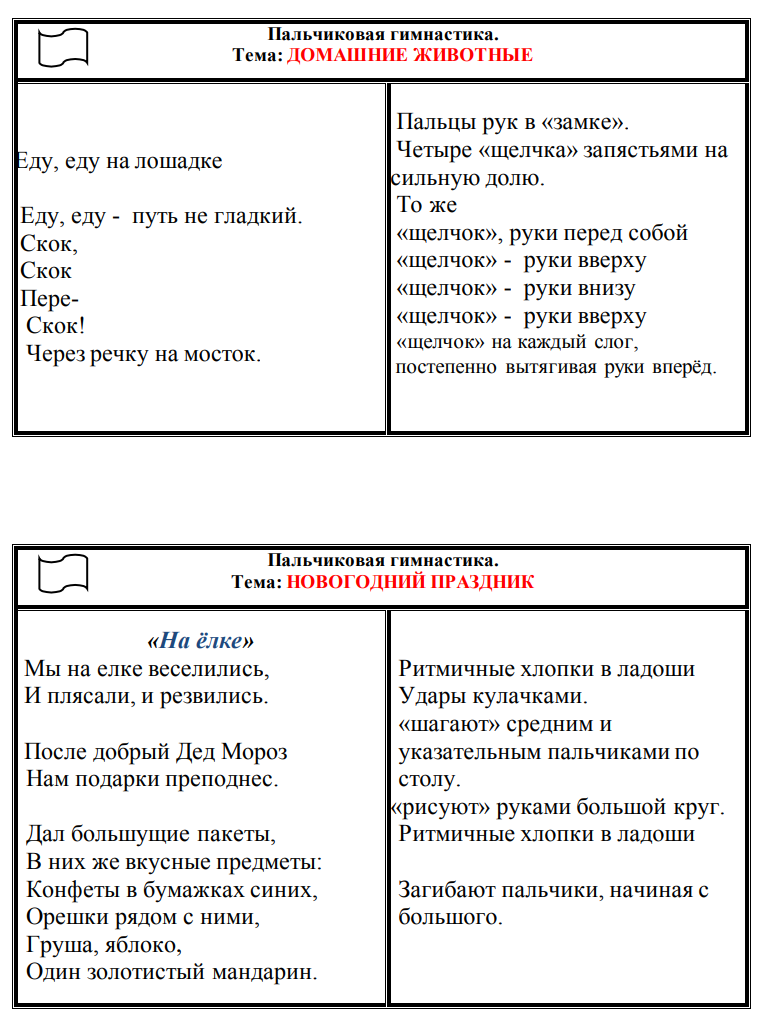 Пальчиковая гимнастика.
Тема: ДОМАШНИЕ ЖИВОТНЫЕ
Еду, еду на лошадке
Еду, еду - путь не гладкий.
Скок,
Скок
Пере-
Скок!
Через речку на мосток.
Пальцы рук в «замке».
Четыре «щелчка» запястьями на
сильную долю.
То же
«щелчок», руки перед собой
«щелчок» - руки вверху
«щелчок» - руки внизу
«щелчок» - руки вверху
«щелчок» на каждый слог,
постепенно вытягивая руки вперёд.
Пальчиковая гимнастика.
Тема: НОВОГОДНИЙ ПРАЗДНИК
«На ёлке»
Мы на елке веселились,
И плясали, и резвились.
После добрый Дед Мороз
Нам подарки преподнес.
Дал большущие пакеты,
В них же вкусные предметы:
Конфеты в бумажках синих,
Орешки рядом с ними,
Груша, яблоко,
Один золотистый мандарин.
Ритмичные хлопки в ладоши
Удары кулачками.
«шагают» средним и
указательным пальчиками по
столу.
«рисуют» руками большой круг.
Ритмичные хлопки в ладоши
Загибают пальчики, начиная с
большого.